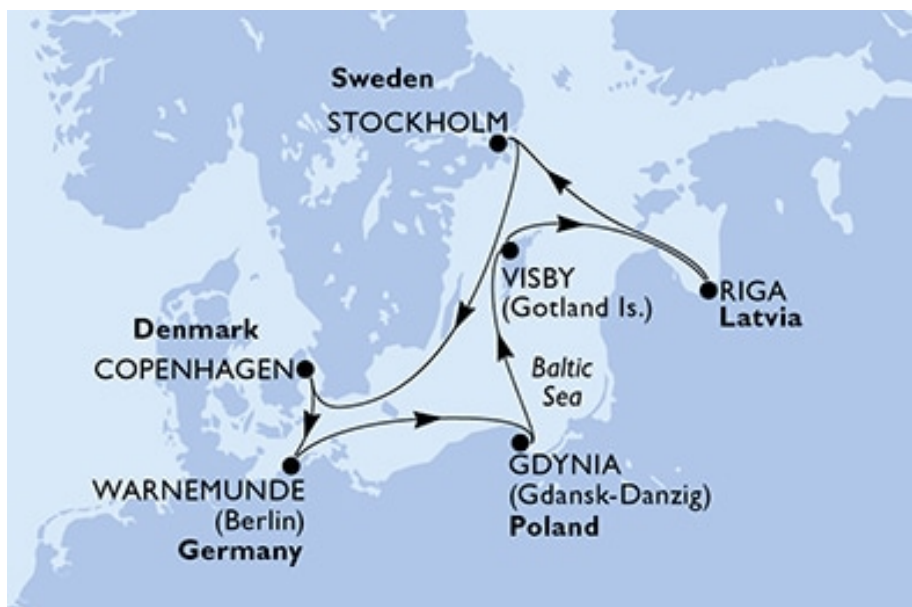 Sweden
STOCKHOLM
VISBY
(Gotland Is.)
RIGA
Latvia
Denmark
COPENHAGEN
Baltic
Sea
WARNEMUNDE
(Berlin)
Germany
GDYNIA
(Gdansk-Danzig)
Poland